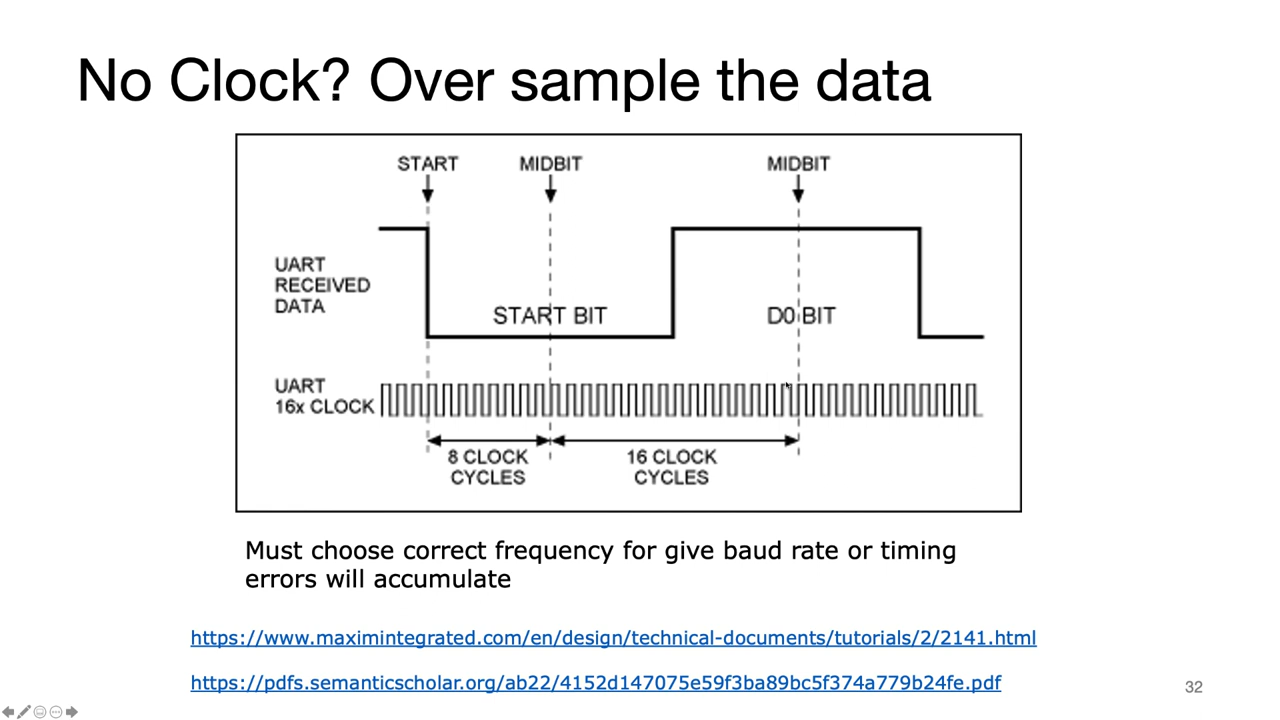 No Clock? Over sample the data
START
MIDBIT
MIDBIT
UART
RECEIVED
DATA
START BIT
D0 BIT
UART
16x CLOCK
8 CLOCK
CYCLES
16 CLOCK
CYCLES
Must choose correct frequency for give baud rate or timing
errors will accumulate
https://www.maximintegrated.com/en/design/technical-documents/tutorials/2/2141.html
https://pdfs.semanticscholar.org/ab22/4152d147075e59f3ba89bc5f374a779b24fe.pdf
32